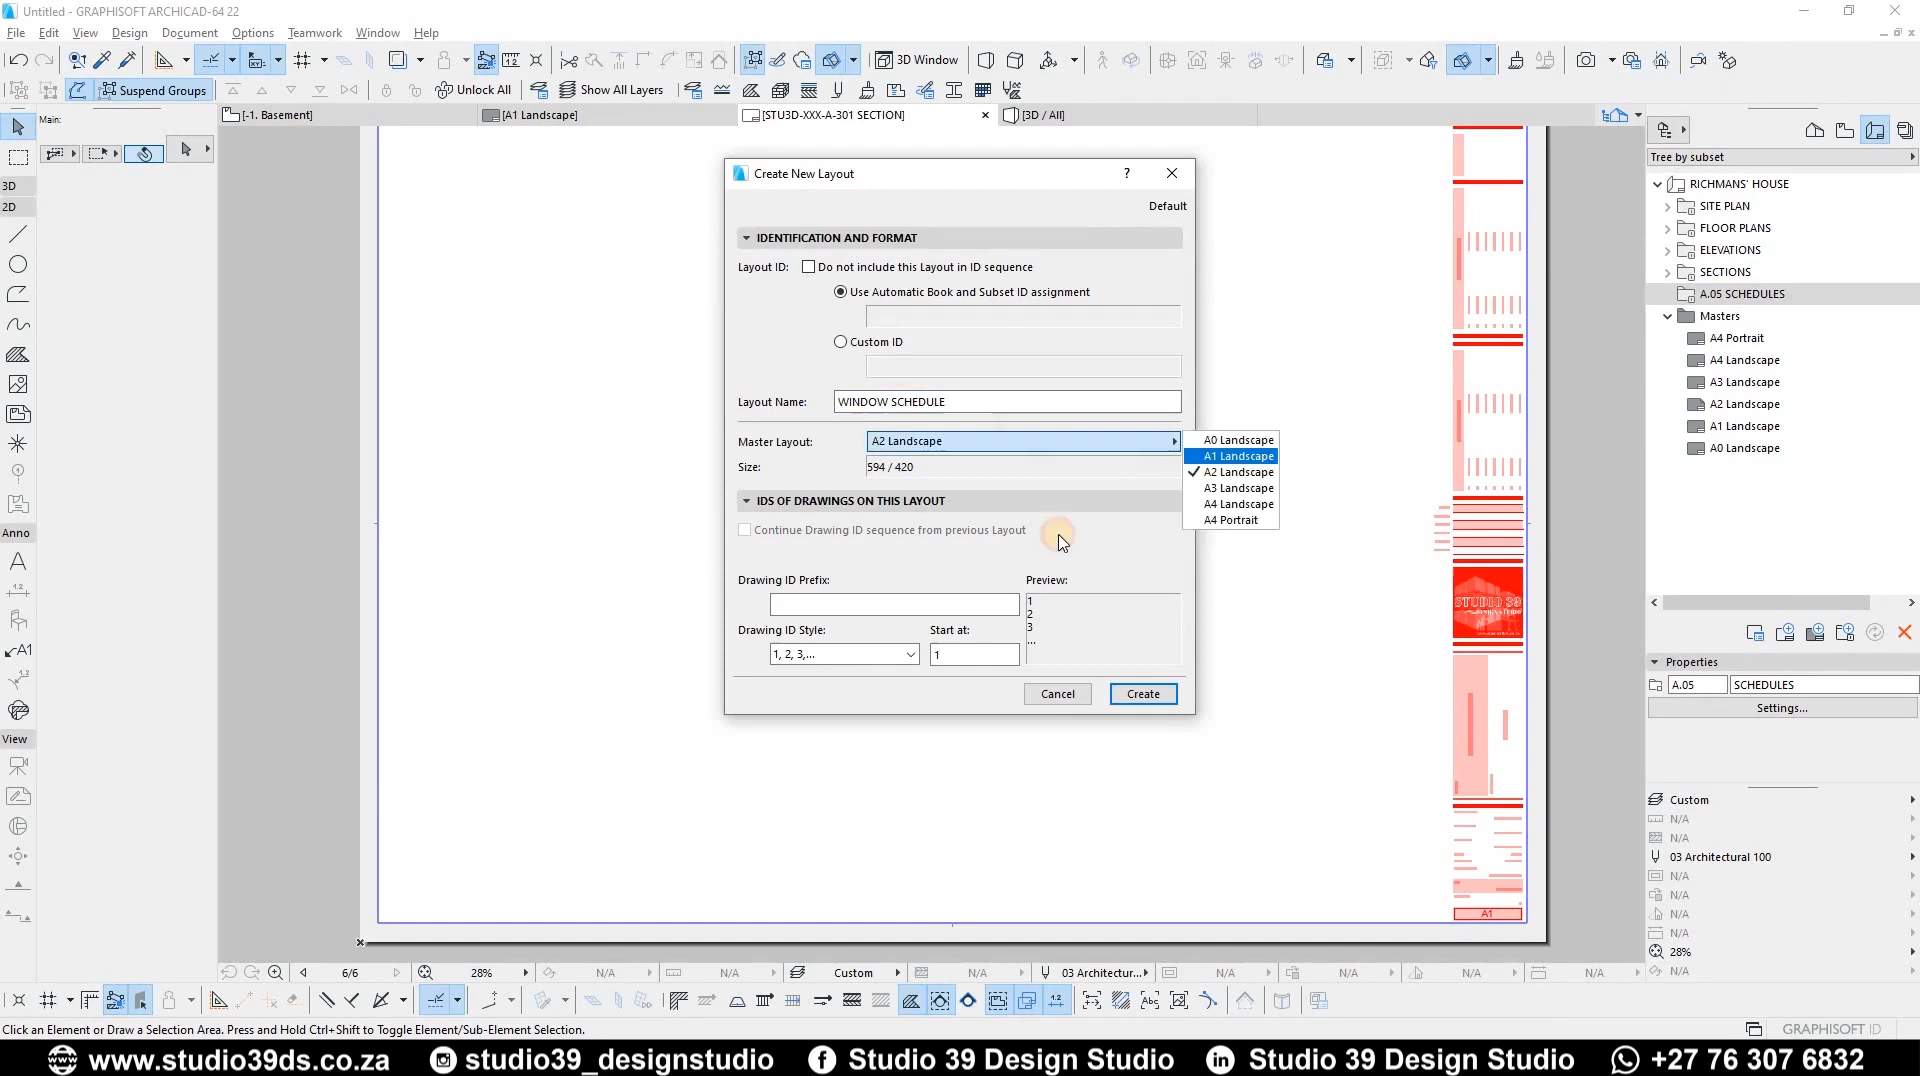 Untitled - GRAPHISOFT ARCHICAD-64 22
File Edit View Design Document Options Teamwork Window Help
3D Window
Suspend Groups
Unlock All
Show All Layers
Main:
[-1. Basement]
[A1 Landscape]
[STU3D-XXX-A-301 SECTION]
[3D / All]
3D
2D
Anno
A1
View
Create New Layout
?
Default
IDENTIFICATION AND FORMAT
Layout ID:
Do not include this Layout in ID sequence
Use Automatic Book and Subset ID assignment
Custom ID
Layout Name:
WINDOW SCHEDULE
Master Layout:
A2 Landscape
Size:
594 / 420
A0 Landscape
A1 Landscape
A2 Landscape
A3 Landscape
A4 Landscape
A4 Portrait
IDS OF DRAWINGS ON THIS LAYOUT
Continue Drawing ID sequence from previous Layout
Drawing ID Prefix:
Preview:
1
2
3
...
Drawing ID Style:
Start at:
1, 2, 3,...
1
Cancel
Create
STUDIO 39
A1
Tree by subset
RICHMANS' HOUSE
SITE PLAN
FLOOR PLANS
ELEVATIONS
SECTIONS
A.05 SCHEDULES
Masters
A4 Portrait
A4 Landscape
A3 Landscape
A2 Landscape
A1 Landscape
A0 Landscape
Properties
A.05
SCHEDULES
Settings...
Custom
N/A
N/A
03 Architectural 100
N/A
N/A
N/A
N/A
28%
N/A
6/6
28%
N/A
N/A
Custom
N/A
03 Architectur...
N/A
N/A
N/A
N/A
Click an Element or Draw a Selection Area. Press and Hold Ctrl+Shift to Toggle Element/Sub-Element Selection.
GRAPHISOFT ID
www.studio39ds.co.za
studio39_designstudio
Studio 39 Design Studio
Studio 39 Design Studio
+27 76 307 6832